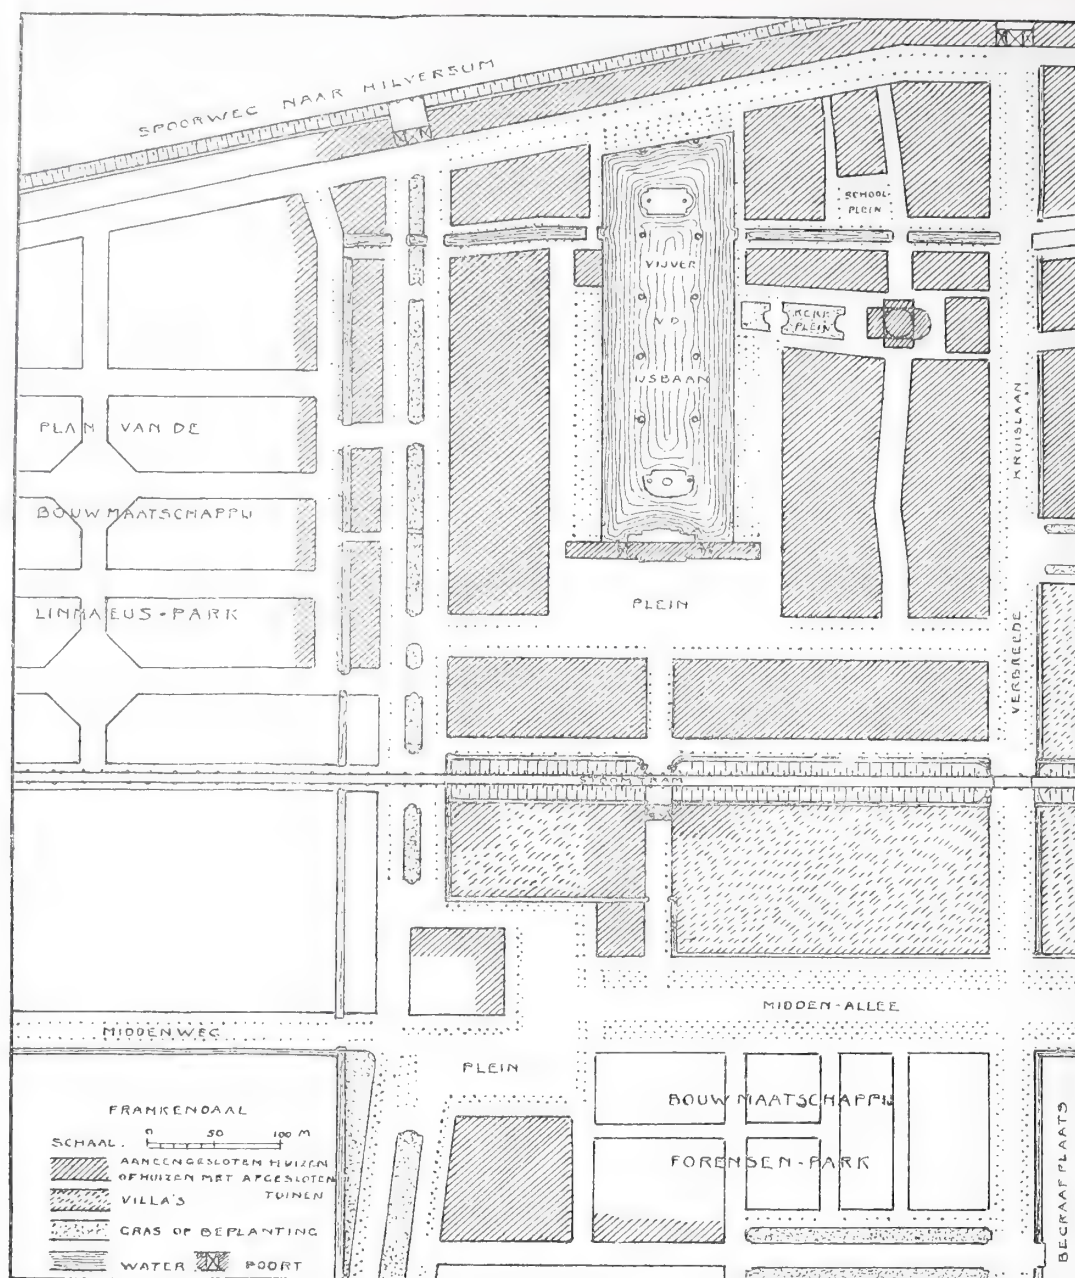 SPOORWEG NAAR HILVERSUM
SCHOOL-
PLEIN
VIJVER
V.D.
IJSBAAN
KERK
PLEIN
KRUISLAAN
VERBREEDE
PLAN VAN DE
BOUWMAATSCHAPPIJ
LINNAEUS-PARK
PLEIN
STOOMTRAM
MIDDEN-ALLEE
MIDDENWEG
PLEIN
BOUWMAATSCHAPPIJ
FORENSEN-PARK
BEGRAAFPLAATS
FRANKENDAAL
SCHAAL.
0 50 100 M
AANEENGESLOTEN HUIZEN
OF HUIZEN MET AFGESLOTEN
TUINEN
VILLA'S
GRAS OF BEPLANTING
WATER POORT